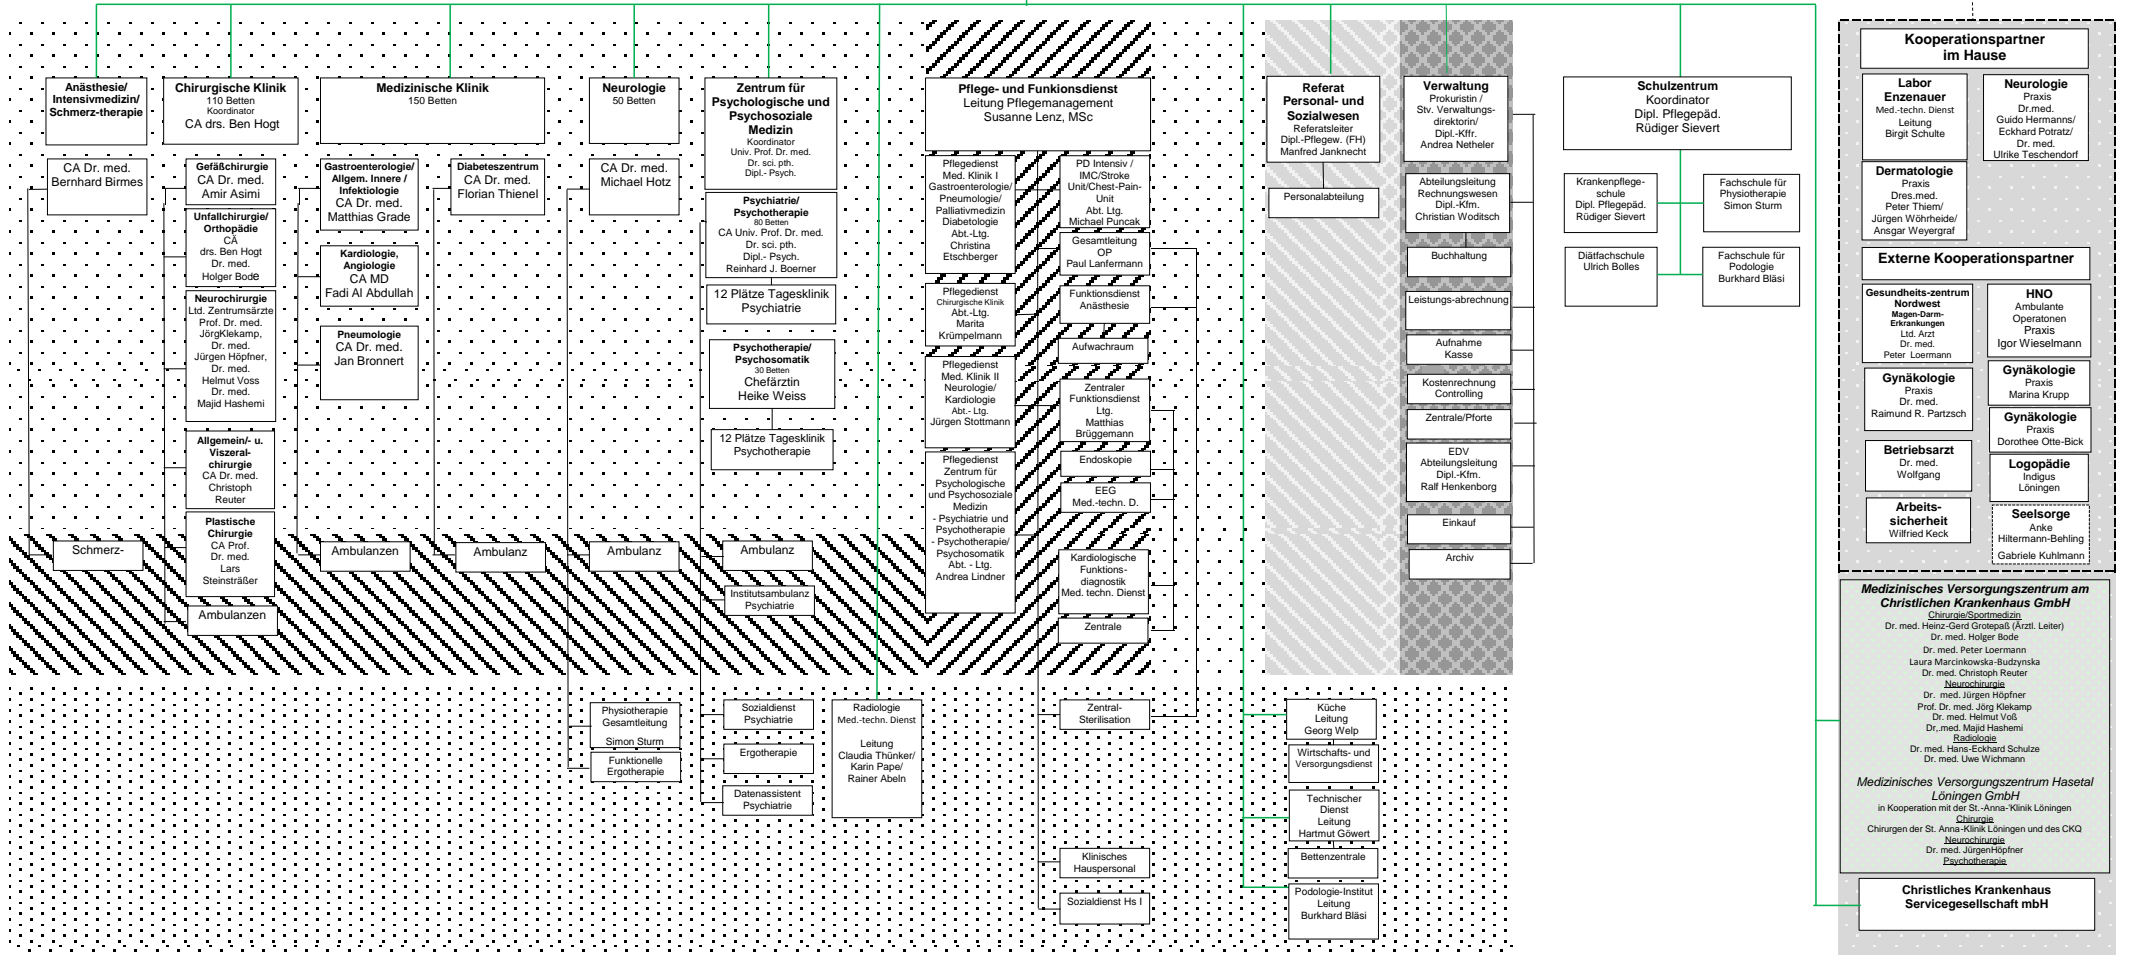 Anästhesie/
Intensivmedizin/
Schmerz-therapie
CA Dr. med.
Bernhard Birmes
Schmerz-
Chirurgische Klinik
110 Betten
Koordinator
CA drs. Ben Hogt
Gefäßchirurgie
CA Dr. med.
Amir Asimi
Unfallchirurgie/
Orthopädie
CÄ
drs. Ben Hogt
Dr. med.
Holger Bode
Neurochirurgie
Ltd. Zentrumsärzte
Prof. Dr. med.
JörgKlekamp,
Dr. med.
Jürgen Höpfner,
Dr. med.
Helmut Voss
Dr. med.
Majid Hashemi
Allgemein/- u.
Viszeral-
chirurgie
CA Dr. med.
Christoph
Reuter
Plastische
Chirurgie
CA Prof.
Dr. med.
Lars
Steinsträßer
Ambulanzen
Medizinische Klinik
150 Betten
Gastroenterologie/
Allgem. Innere /
Infektiologie
CA Dr. med.
Matthias Grade
Kardiologie,
Angiologie
CA MD
Fadi Al Abdullah
Pneumologie
CA Dr. med.
Jan Bronnert
Ambulanzen
Diabeteszentrum
CA Dr. med.
Florian Thienel
Ambulanz
Neurologie
50 Betten
CA Dr. med.
Michael Hotz
Ambulanz
Physiotherapie
Gesamtleitung
Simon Sturm
Funktionelle
Ergotherapie
Zentrum für
Psychologische und
Psychosoziale
Medizin
Koordinator
Univ. Prof. Dr. med.
Dr. sci. pth.
Dipl.- Psych.
Psychiatrie/
Psychotherapie
80 Betten
CA Univ. Prof. Dr. med.
Dr. sci. pth.
Dipl.- Psych.
Reinhard J. Boerner
12 Plätze Tagesklinik
Psychiatrie
Psychotherapie/
Psychosomatik
30 Betten
Chefärztin
Heike Weiss
12 Plätze Tagesklinik
Psychotherapie
Ambulanz
Institutsambulanz
Psychiatrie
Sozialdienst
Psychiatrie
Ergotherapie
Datenassistent
Psychiatrie
Radiologie
Med.-techn. Dienst
Leitung
Claudia Thünker/
Karin Pape/
Rainer Abeln
Pflege- und Funkionsdienst
Leitung Pflegemanagement
Susanne Lenz, MSc
Pflegedienst
Med. Klinik I
Gastroenterologie/
Pneumologie/
Palliativmedizin
Diabetologie
Abt.-Ltg.
Christina
Etschberger
Pflegedienst
Chirurgische Klinik
Abt.-Ltg.
Marita
Krümpelmann
Pflegedienst
Med. Klinik II
Neurologie/
Kardiologie
Abt.- Ltg.
Jürgen Stottmann
Pflegedienst
Zentrum für
Psychologische
und Psychosoziale
Medizin
- Psychiatrie und
Psychotherapie
- Psychotherapie/
Psychosomatik
Abt. - Ltg.
Andrea Lindner
PD Intensiv /
IMC/Stroke
Unit/Chest-Pain-
Unit
Abt. Ltg.
Michael Puncak
Gesamtleitung
OP
Paul Lanfermann
Funktionsdienst
Anästhesie
Aufwachraum
Zentraler
Funktionsdienst
Ltg.
Matthias
Brüggemann
Endoskopie
EEG
Med.-techn. D.
Kardiologische
Funktions-
diagnostik
Med. techn. Dienst
Zentrale
Zentral-
Sterilisation
Klinisches
Hauspersonal
Sozialdienst Hs I
Referat
Personal- und
Sozialwesen
Referatsleiter
Dipl.-Pflegew. (FH)
Manfred Janknecht
Personalabteilung
Küche
Leitung
Georg Welp
Wirtschafts- und
Versorgungsdienst
Technischer
Dienst
Leitung
Hartmut Göwert
Bettenzentrale
Podologie-Institut
Leitung
Burkhard Bläsi
Verwaltung
Prokuristin /
Stv. Verwaltungs-
direktorin/
Dipl.-Kffr.
Andrea Netheler
Abteilungsleitung
Rechnungswesen
Dipl.-Kfm.
Christian Woditsch
Buchhaltung
Leistungs-abrechnung
Aufnahme
Kasse
Kostenrechnung
Controlling
Zentrale/Pforte
EDV
Abteilungsleitung
Dipl.-Kfm.
Ralf Henkenborg
Einkauf
Archiv
Schulzentrum
Koordinator
Dipl. Pflegepäd.
Rüdiger Sievert
Krankenpflege-
schule
Dipl. Pflegepäd.
Rüdiger Sievert
Fachschule für
Physiotherapie
Simon Sturm
Diätfachschule
Ulrich Bolles
Fachschule für
Podologie
Burkhard Bläsi
Kooperationspartner
im Hause
Labor
Enzenauer
Med.-techn. Dienst
Leitung
Birgit Schulte
Neurologie
Praxis
Dr.med.
Guido Hermanns/
Eckhard Potratz/
Dr. med.
Ulrike Teschendorf
Dermatologie
Praxis
Dres.med.
Peter Thiem/
Jürgen Wöhrheide/
Ansgar Weyergraf
Externe Kooperationspartner
Gesundheits-zentrum
Nordwest
Magen-Darm-
Erkrankungen
Ltd. Arzt
Dr. med.
Peter Loermann
HNO
Ambulante
Operatonen
Praxis
Igor Wieselmann
Gynäkologie
Praxis
Dr. med.
Raimund R. Partzsch
Gynäkologie
Praxis
Marina Krupp
Gynäkologie
Praxis
Dorothee Otte-Bick
Betriebsarzt
Dr. med.
Wolfgang
Logopädie
Indigus
Löningen
Arbeits-
sicherheit
Wilfried Keck
Seelsorge
Anke
Hiltermann-Behling
Gabriele Kuhlmann
Medizinisches Versorgungszentrum am
Christlichen Krankenhaus GmbH
Chirurgie/Sportmedizin
Dr. med. Heinz-Gerd Grotepaß (Ärztl. Leiter)
Dr. med. Holger Bode
Dr. med. Peter Loermann
Laura Marcinkowska-Budzynska
Dr. med. Christoph Reuter
Neurochirurgie
Dr. med. Jürgen Höpfner
Prof. Dr. med. Jörg Klekamp
Dr. med. Helmut Voß
Dr,.med. Majid Hashemi
Radiologie
Dr. med. Hans-Eckhard Schulze
Dr. med. Uwe Wichmann
Medizinisches Versorgungszentrum Hasetal
Löningen GmbH
in Kooperation mit der St.-Anna-'Klinik Löningen
Chirurgie
Chirurgen der St. Anna-Klinik Löningen und des CKQ
Neurochirurgie
Dr. med. JürgenHöpfner
Psychotherapie
Christliches Krankenhaus
Servicegesellschaft mbH